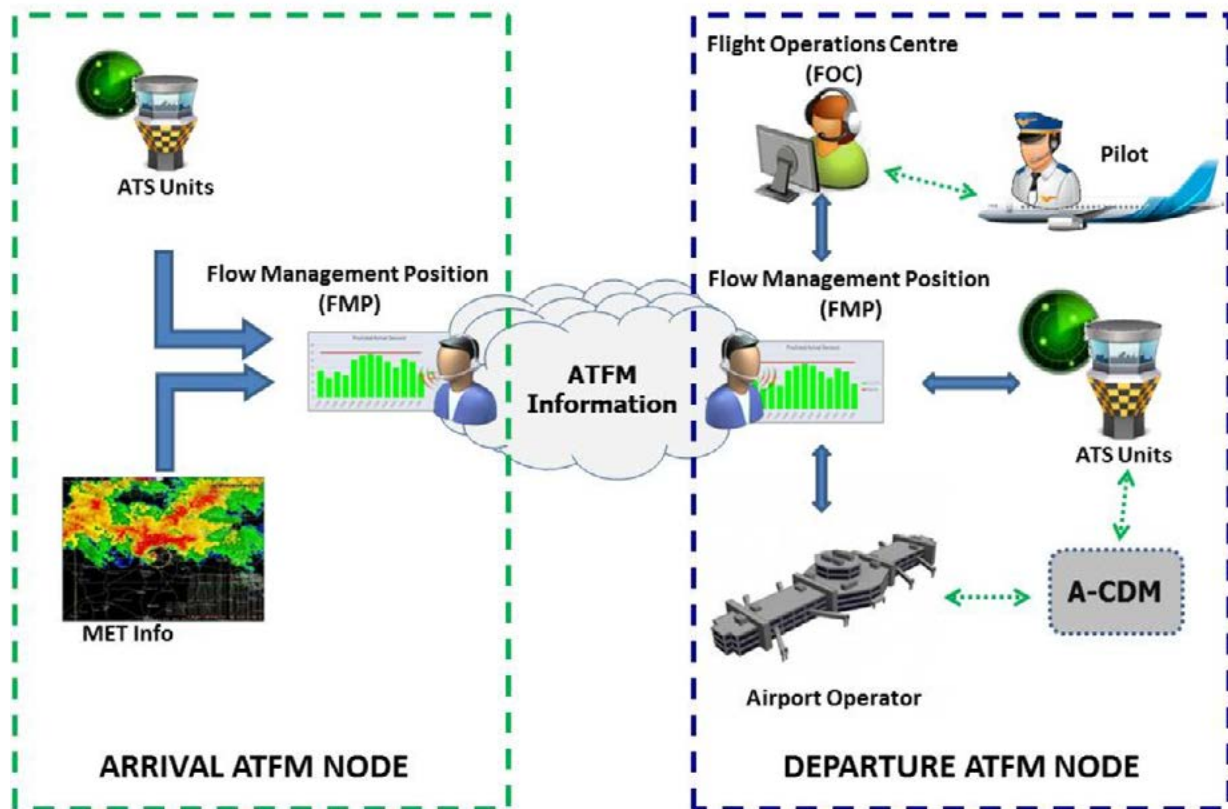 ATS Units
Flow Management Position
(FMP)
MET Info
ARRIVAL ATFM NODE
ATFM
Information
Flight Operations Centre
(FOC)
Pilot
Flow Management Position
(FMP)
ATS Units
A-CDM
Airport Operator
DEPARTURE ATFM NODE